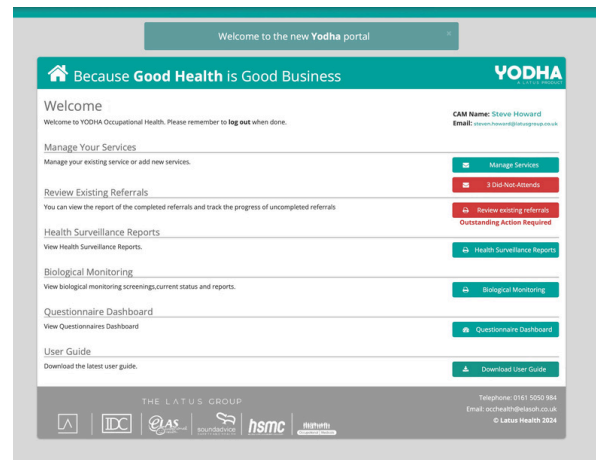 Welcome to the new Yodha portal ×
Because Good Health is Good Business
YODHA
A LATUS PRODUCT
Welcome
Welcome to YODHA Occupational Health. Please remember to log out when done.
CAM Name: Steve Howard
Email: steven.howard@latusgroup.co.uk
Manage Your Services
Manage your existing service or add new services.
Manage Services
3 Did-Not-Attends
Review Existing Referrals
You can view the report of the completed referrals and track the progress of uncompleted referrals
Review existing referrals
Outstanding Action Required
Health Surveillance Reports
View Health Surveillance Reports.
Health Surveillance Reports
Biological Monitoring
View biological monitoring screenings,current status and reports.
Biological Monitoring
Questionnaire Dashboard
View Questionnaires Dashboard
Questionnaire Dashboard
User Guide
Download the latest user guide.
Download User Guide
THE LATUS GROUP
IDC
elas
soundadvice
hsmc
Telephone: 0161 5050 984
Email: occhealth@elasoh.co.uk
© Latus Health 2024